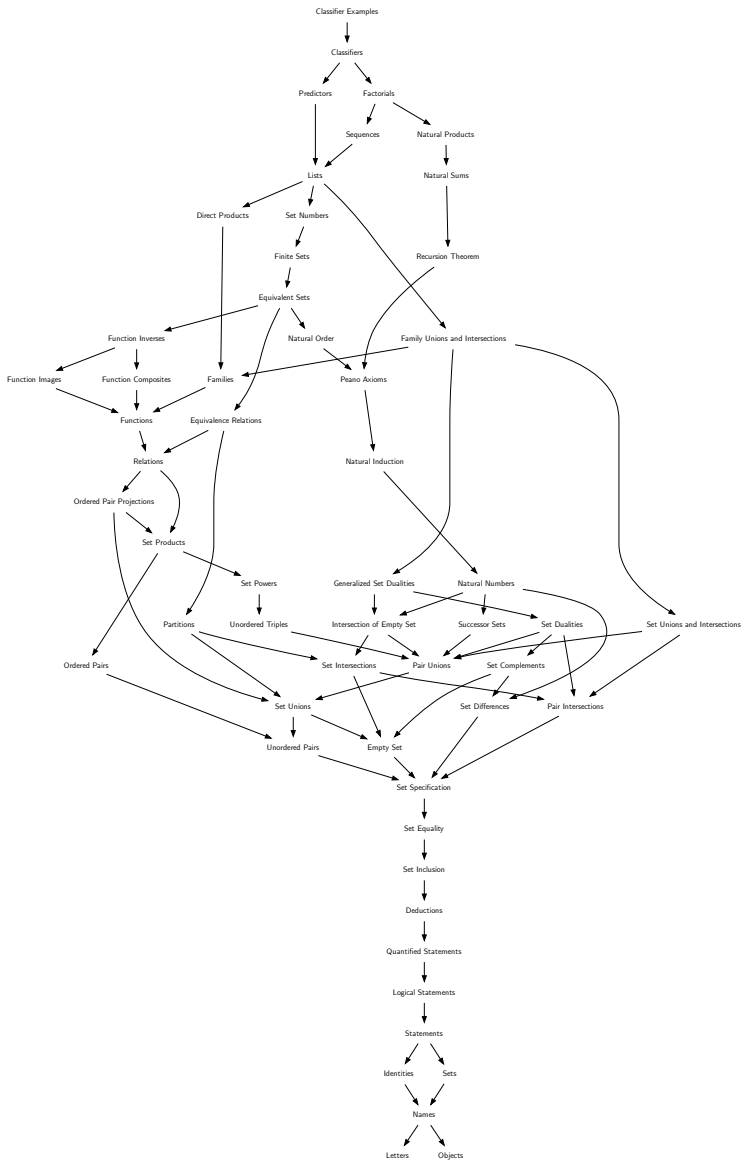 Classifier Examples
Classifiers
Predictors
Factorials
Sequences
Natural Products
Lists
Natural Sums
Direct Products
Set Numbers
Finite Sets
Recursion Theorem
Equivalent Sets
Function Inverses
Natural Order
Family Unions and Intersections
Function Images
Function Composites
Families
Peano Axioms
Functions
Equivalence Relations
Relations
Natural Induction
Ordered Pair Projections
Set Products
Set Powers
Generalized Set Dualities
Natural Numbers
Partitions
Unordered Triples
Intersection of Empty Set
Successor Sets
Set Dualities
Set Unions and Intersections
Ordered Pairs
Set Intersections
Pair Unions
Set Complements
Set Unions
Set Differences
Pair Intersections
Unordered Pairs
Empty Set
Set Specification
Set Equality
Set Inclusion
Deductions
Quantified Statements
Logical Statements
Statements
Identities
Sets
Names
Letters
Objects